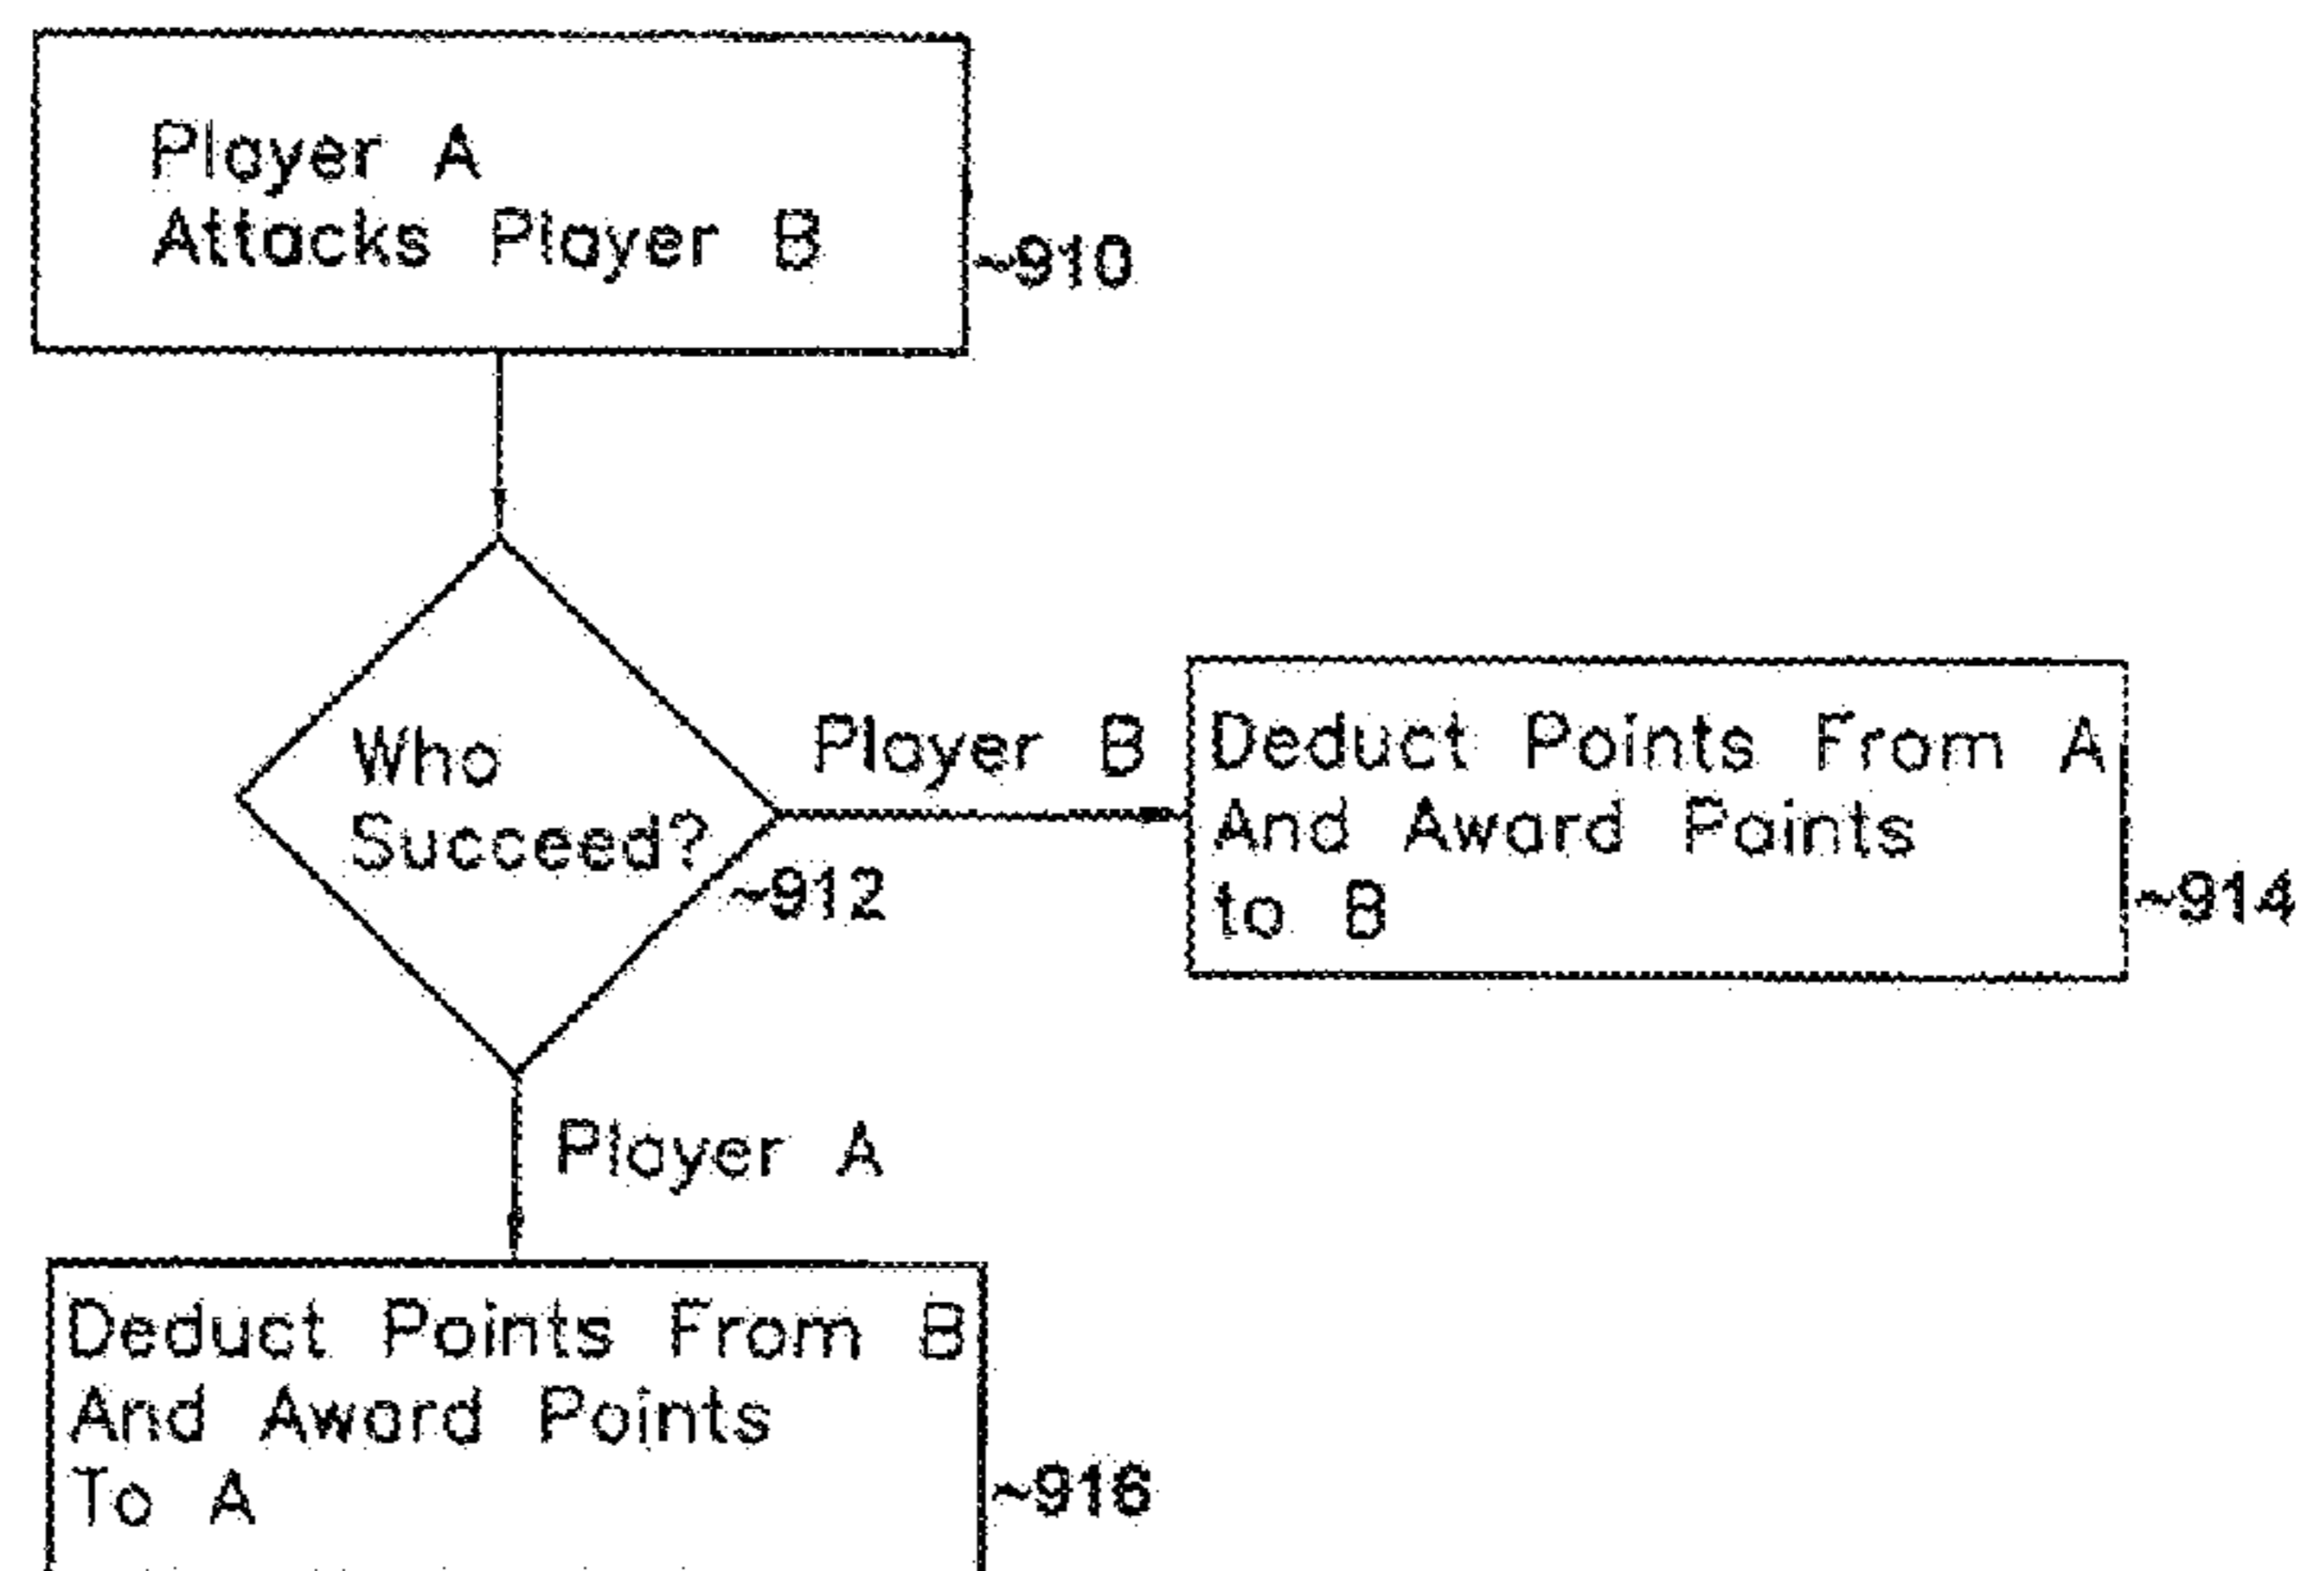 Player A
Attacks Player B
~910
Who
Succeed?
~912
Player B
Deduct Points From A
And Award Points
to B
~914
Player A
Deduct Points From B
And Award Points
To A
~916